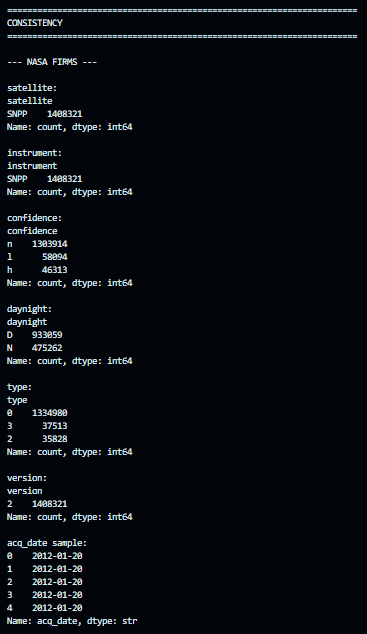 ======================================================================
CONSISTENCY
======================================================================
--- NASA FIRMS ---
satellite:
satellite
SNPP    1408321
Name: count, dtype: int64
instrument:
instrument
SNPP    1408321
Name: count, dtype: int64
confidence:
confidence
n    1303914
l      58094
h      46313
Name: count, dtype: int64
daynight:
daynight
D    933059
N    475262
Name: count, dtype: int64
type:
type
0    1334980
3      37513
2      35828
Name: count, dtype: int64
version:
version
2    1408321
Name: count, dtype: int64
acq_date sample:
0    2012-01-20
1    2012-01-20
2    2012-01-20
3    2012-01-20
4    2012-01-20
Name: acq_date, dtype: str